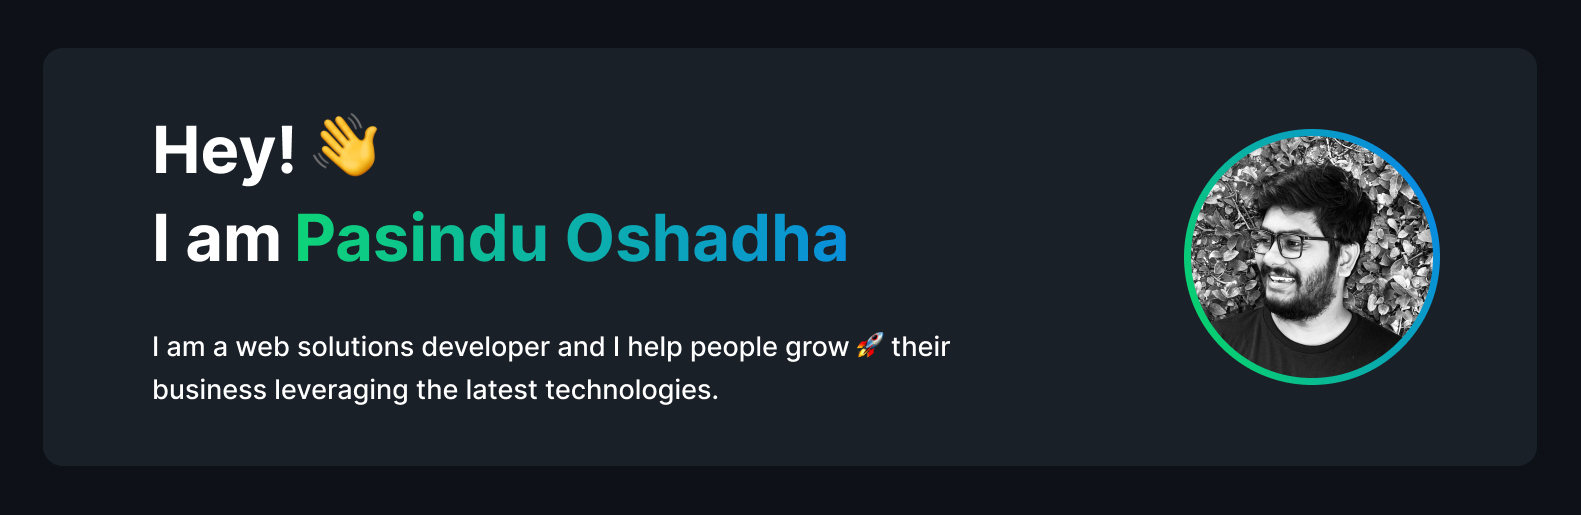 Hey! 👋
I am Pasindu Oshadha
I am a web solutions developer and I help people grow 🚀 their
business leveraging the latest technologies.